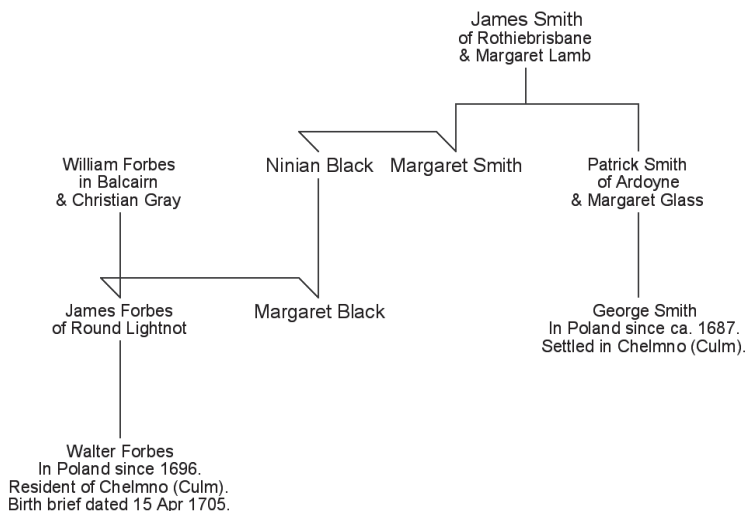 James Smith
of Rothiebrisbane
& Margaret Lamb
William Forbes
in Balcairn
& Christian Gray
Ninian Black
Margaret Smith
Patrick Smith
of Ardoyne
& Margaret Glass
James Forbes
of Round Lightnot
Margaret Black
George Smith
In Poland since ca. 1687.
Settled in Chelmno (Culm).
Walter Forbes
In Poland since 1696.
Resident of Chelmno (Culm).
Birth brief dated 15 Apr 1705.